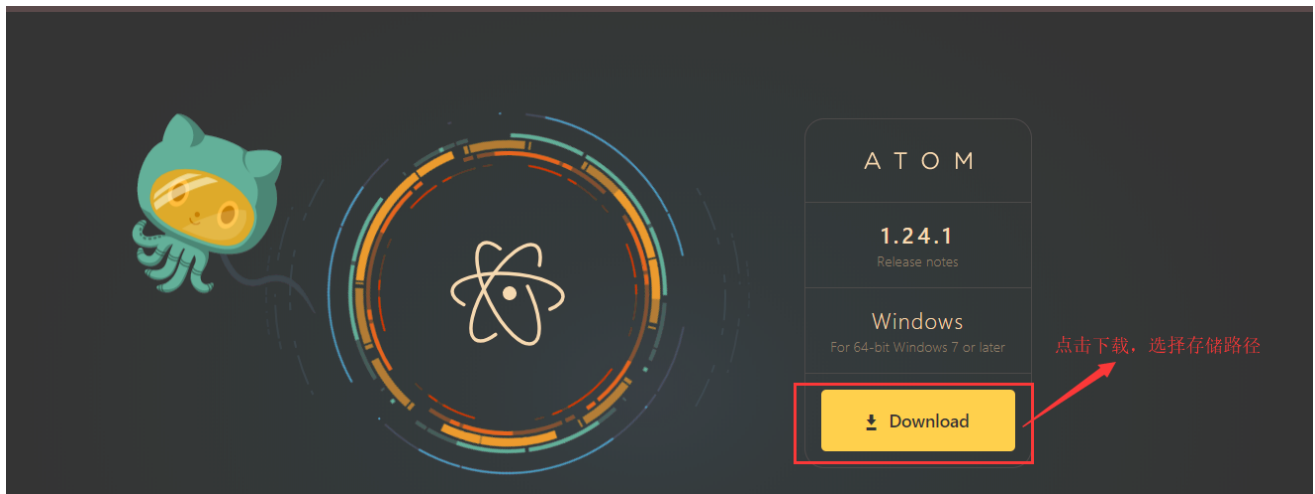 ATOM
1.24.1
Release notes
Windows
For 64-bit Windows 7 or later
点击下载，选择存储路径
Download